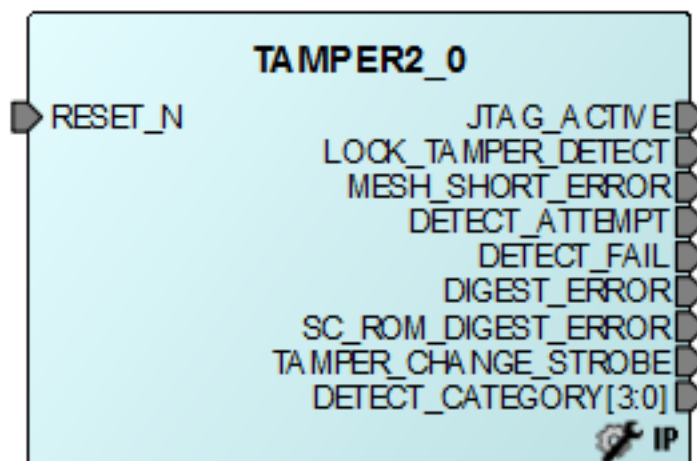 TAMPER2_0
RESET_N JTAG_ACTIVE
LOCK_TAMPER_DETECT
MESH_SHORT_ERROR
DETECT_ATTEMPT
DETECT_FAIL
DIGEST_ERROR
SC_ROM_DIGEST_ERROR
TAMPER_CHANGE_STROBE
DETECT_CATEGORY[3:0]
IP